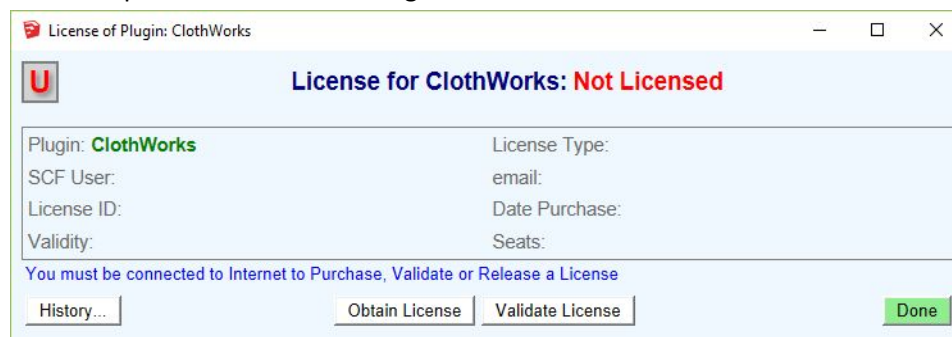 License of Plugin: ClothWorks
U
License for ClothWorks: Not Licensed
Plugin: ClothWorks
License Type:
SCF User:
email:
License ID:
Date Purchase:
Validity:
Seats:
You must be connected to Internet to Purchase, Validate or Release a License
History...
Obtain License
Validate License
Done